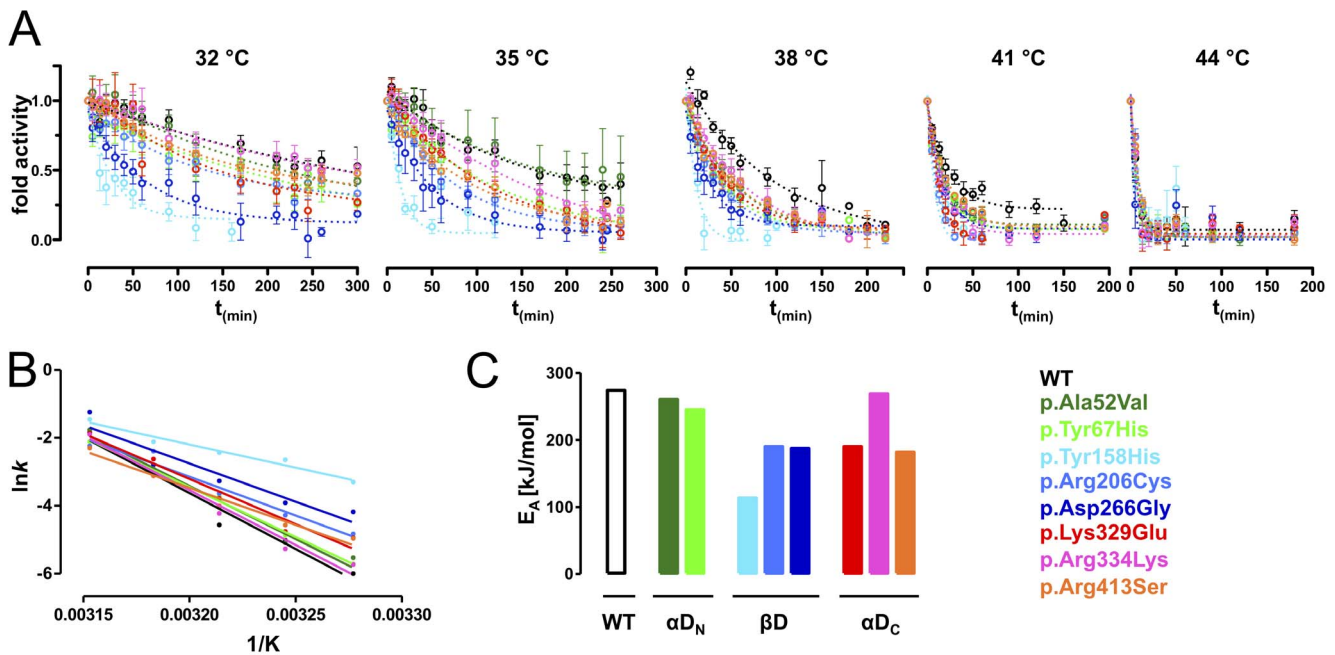 A
32 °C 35 °C 38 °C 41 °C 44 °C
fold activity
1.0
0.5
0.0
0 50 100 150 200 250 300
0 50 100 150 200 250 300
0 50 100 150 200
0 50 100 150 200
0 50 100 150 200
t(min) t(min) t(min) t(min) t(min)
B
lnk
0
-2
-4
-6
0.00315 0.00320 0.00325 0.00330
1/K
C
EA [kJ/mol]
300
200
100
0
WT αDN βD αDC
WT
p.Ala52Val
p.Tyr67His
p.Tyr158His
p.Arg206Cys
p.Asp266Gly
p.Lys329Glu
p.Arg334Lys
p.Arg413Ser